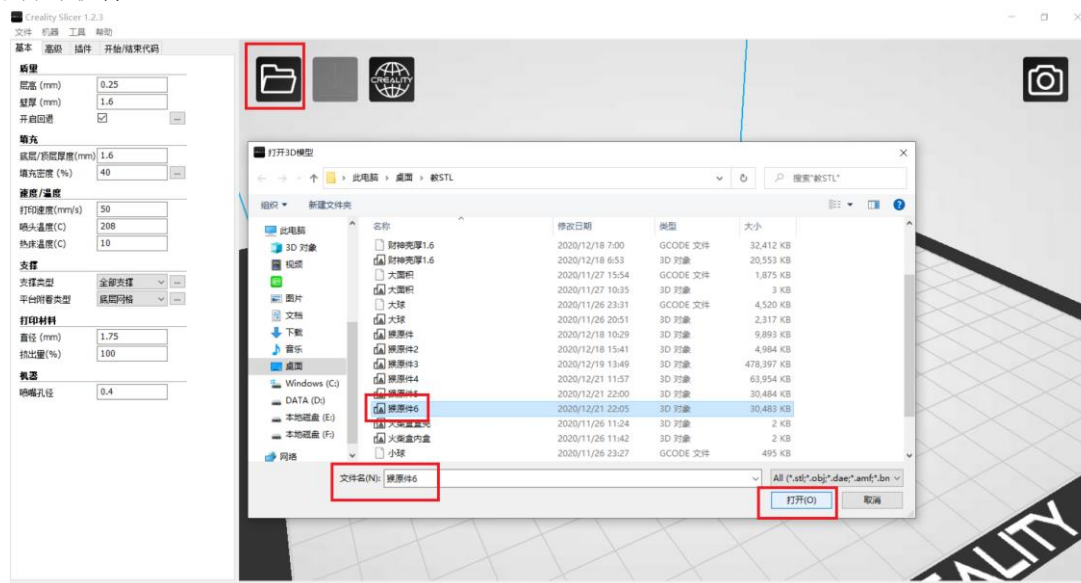 Creality Slicer 1.2.3
文件 机器 工具 帮助
基本 高级 插件 开始/结束代码
质量
层高 (mm) 0.25
壁厚 (mm) 1.6
开启回退
填充
底层/顶层厚度(mm) 1.6
填充密度 (%) 40
速度/温度
打印速度(mm/s) 50
喷头温度(C) 208
热床温度(C) 10
支撑
支撑类型 全部支撑
平台附着类型 底层网格
打印材料
直径 (mm) 1.75
挤出量(%) 100
机器
喷嘴孔径 0.4
CREALITY
打开3D模型
此电脑 › 桌面 › 教STL
搜索"教STL"
组织 新建文件夹
此电脑
3D 对象
视频
图片
文档
下载
音乐
桌面
Windows (C:)
DATA (D:)
本地磁盘 (E:)
本地磁盘 (F:)
网络
名称 修改日期 类型 大小
财神壳厚1.6 2020/12/18 7:00 GCODE 文件 32,412 KB
财神壳厚1.6 2020/12/18 6:53 3D 对象 20,553 KB
大面积 2020/11/27 15:54 GCODE 文件 1,875 KB
大面积 2020/11/27 10:35 3D 对象 3 KB
大球 2020/11/26 23:31 GCODE 文件 4,520 KB
大球 2020/11/26 20:51 3D 对象 2,317 KB
猴原件 2020/12/18 10:29 3D 对象 9,893 KB
猴原件2 2020/12/18 15:41 3D 对象 4,984 KB
猴原件3 2020/12/19 13:49 3D 对象 478,397 KB
猴原件4 2020/12/21 11:57 3D 对象 63,954 KB
猴原件5 2020/12/21 22:00 3D 对象 30,484 KB
猴原件6 2020/12/21 22:05 3D 对象 30,483 KB
火柴盒盒壳 2020/11/26 11:24 3D 对象 2 KB
火柴盒内盒 2020/11/26 11:42 3D 对象 2 KB
小球 2020/11/26 23:27 GCODE 文件 495 KB
文件名(N): 猴原件6
All (*.stl;*.obj;*.dae;*.amf;*.bn
打开(O) 取消
CREALITY